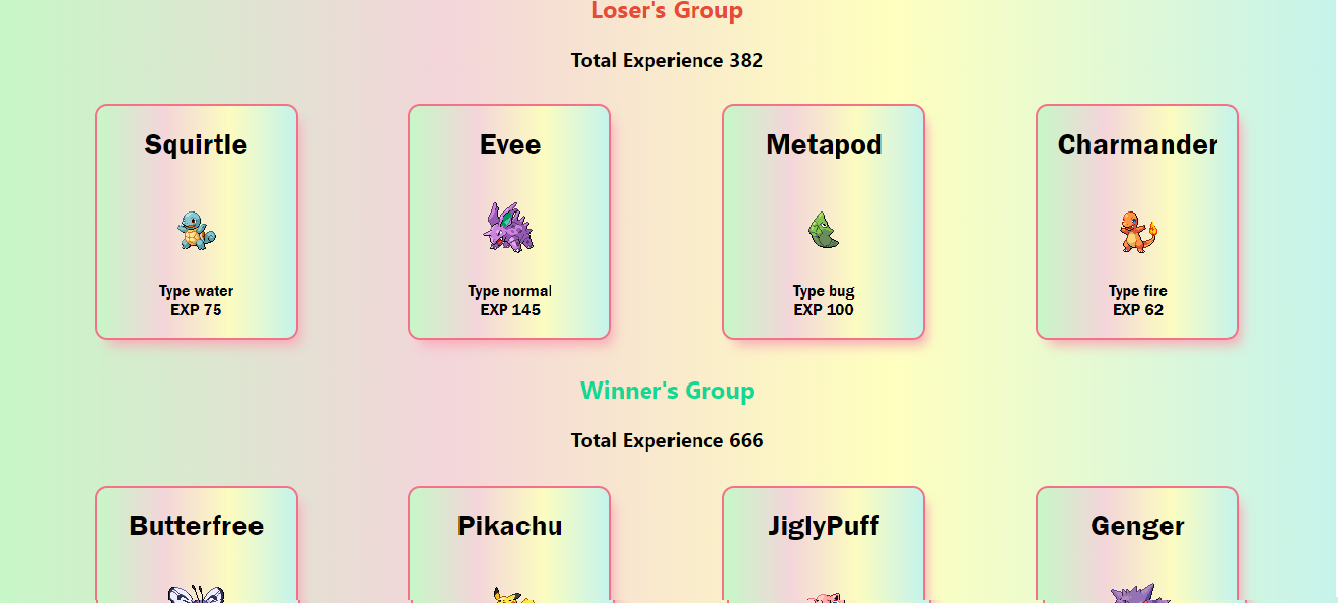 Loser's Group
Total Experience 382
Squirtle
Evee
Metapod
Charmander
Type water
EXP 75
Type normal
EXP 145
Type bug
EXP 100
Type fire
EXP 62
Winner's Group
Total Experience 666
Butterfree
Pikachu
JiglyPuff
Genger